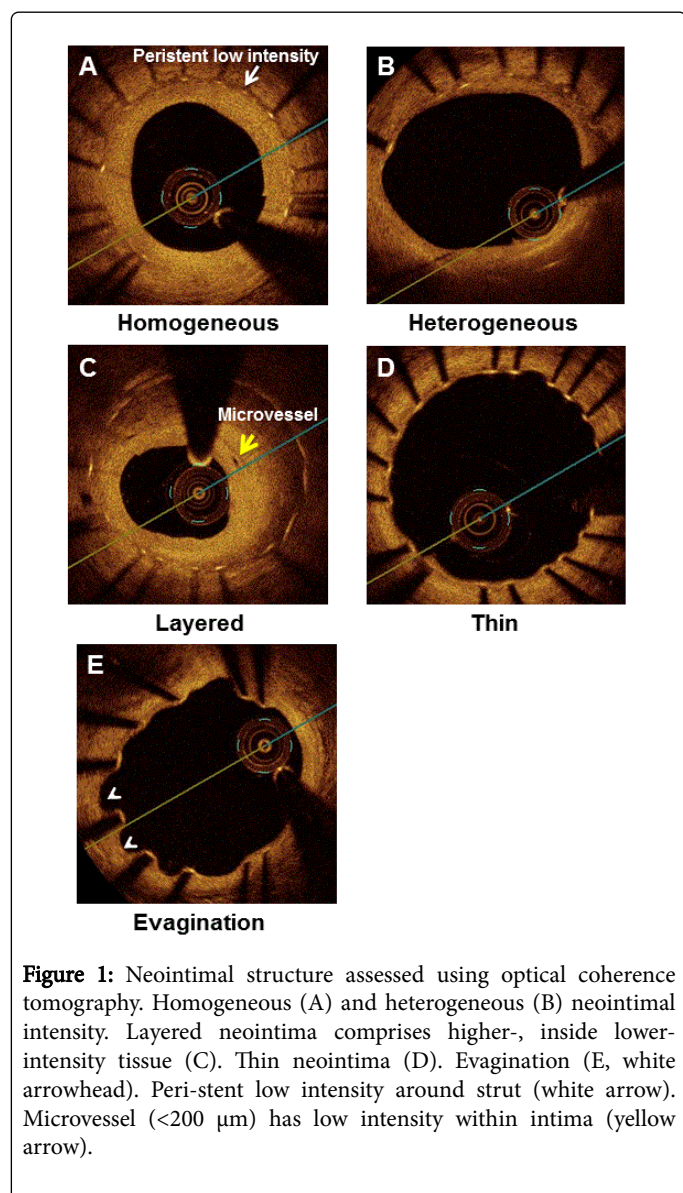 A
Peristent low intensity
B
Homogeneous
Heterogeneous
C
Microvessel
D
Layered
Thin
E
Evagination
Figure 1: Neointimal structure assessed using optical coherence
tomography. Homogeneous (A) and heterogeneous (B) neointimal
intensity. Layered neointima comprises higher-, inside lower-
intensity tissue (C). Thin neointima (D). Evagination (E, white
arrowhead). Peri-stent low intensity around strut (white arrow).
Microvessel (<200 μm) has low intensity within intima (yellow
arrow).